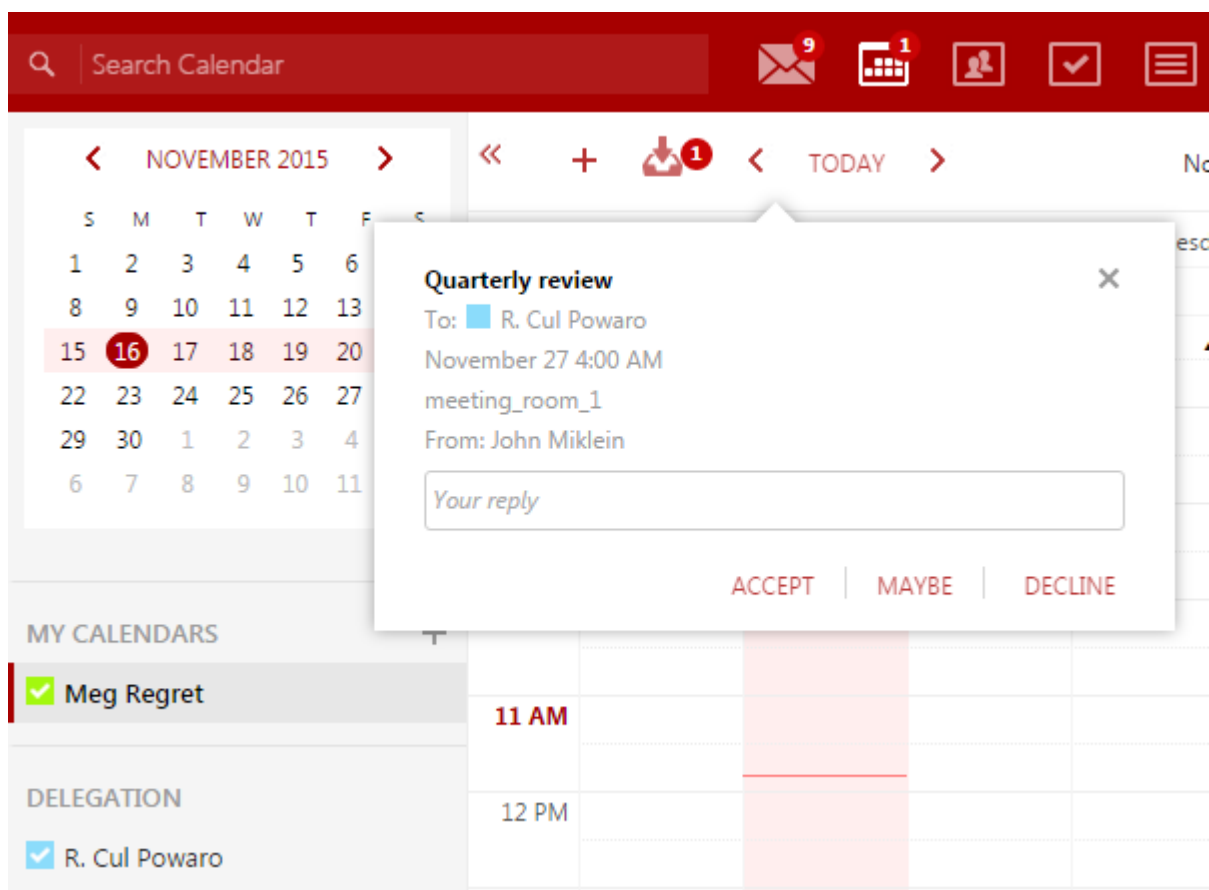 Search Calendar
9
1
NOVEMBER 2015
1
TODAY
S M T W T F S
1 2 3 4 5 6
8 9 10 11 12 13
15 16 17 18 19 20
22 23 24 25 26 27
29 30 1 2 3 4
6 7 8 9 10 11
Quarterly review
To: R. Cul Powaro
November 27 4:00 AM
meeting_room_1
From: John Miklein
Your reply
ACCEPT MAYBE DECLINE
MY CALENDARS
Meg Regret
11 AM
DELEGATION
12 PM
R. Cul Powaro